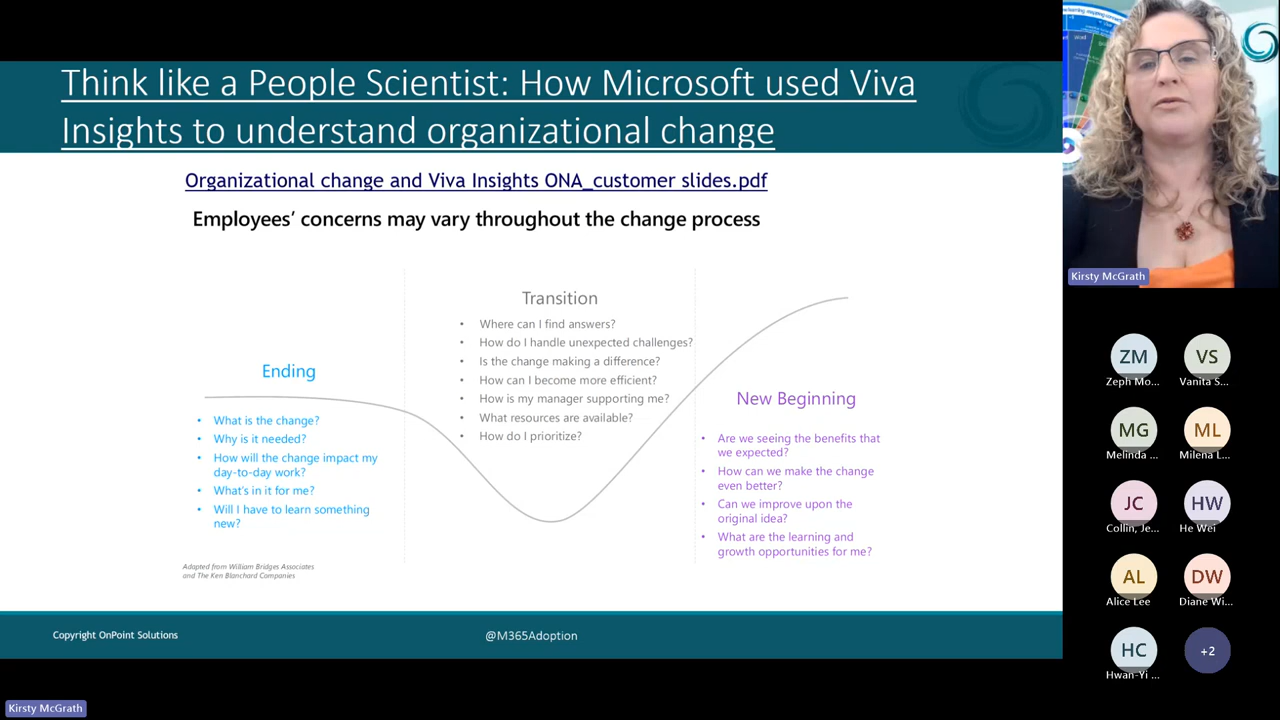 Think like a People Scientist: How Microsoft used Viva
Insights to understand organizational change
Organizational change and Viva Insights ONA_customer slides.pdf
Employees’ concerns may vary throughout the change process
Ending
• What is the change?
• Why is it needed?
• How will the change impact my
day-to-day work?
• What's in it for me?
• Will I have to learn something
new?
Transition
• Where can I find answers?
• How do I handle unexpected challenges?
• Is the change making a difference?
• How can I become more efficient?
• How is my manager supporting me?
• What resources are available?
• How do I prioritize?
New Beginning
• Are we seeing the benefits that
we expected?
• How can we make the change
even better?
• Can we improve upon the
original idea?
• What are the learning and
growth opportunities for me?
Adapted from William Bridges Associates
and The Ken Blanchard Companies
Copyright OnPoint Solutions
@M365Adoption
Kirsty McGrath
Word
Kirsty McGrath
ZM
Zeph Mo...
VS
Vanita S...
MG
Melinda ...
ML
Milena L...
JC
Collin, Je...
HW
He Wei
AL
Alice Lee
DW
Diane Wi...
HC
Hwan-Yi ...
+2